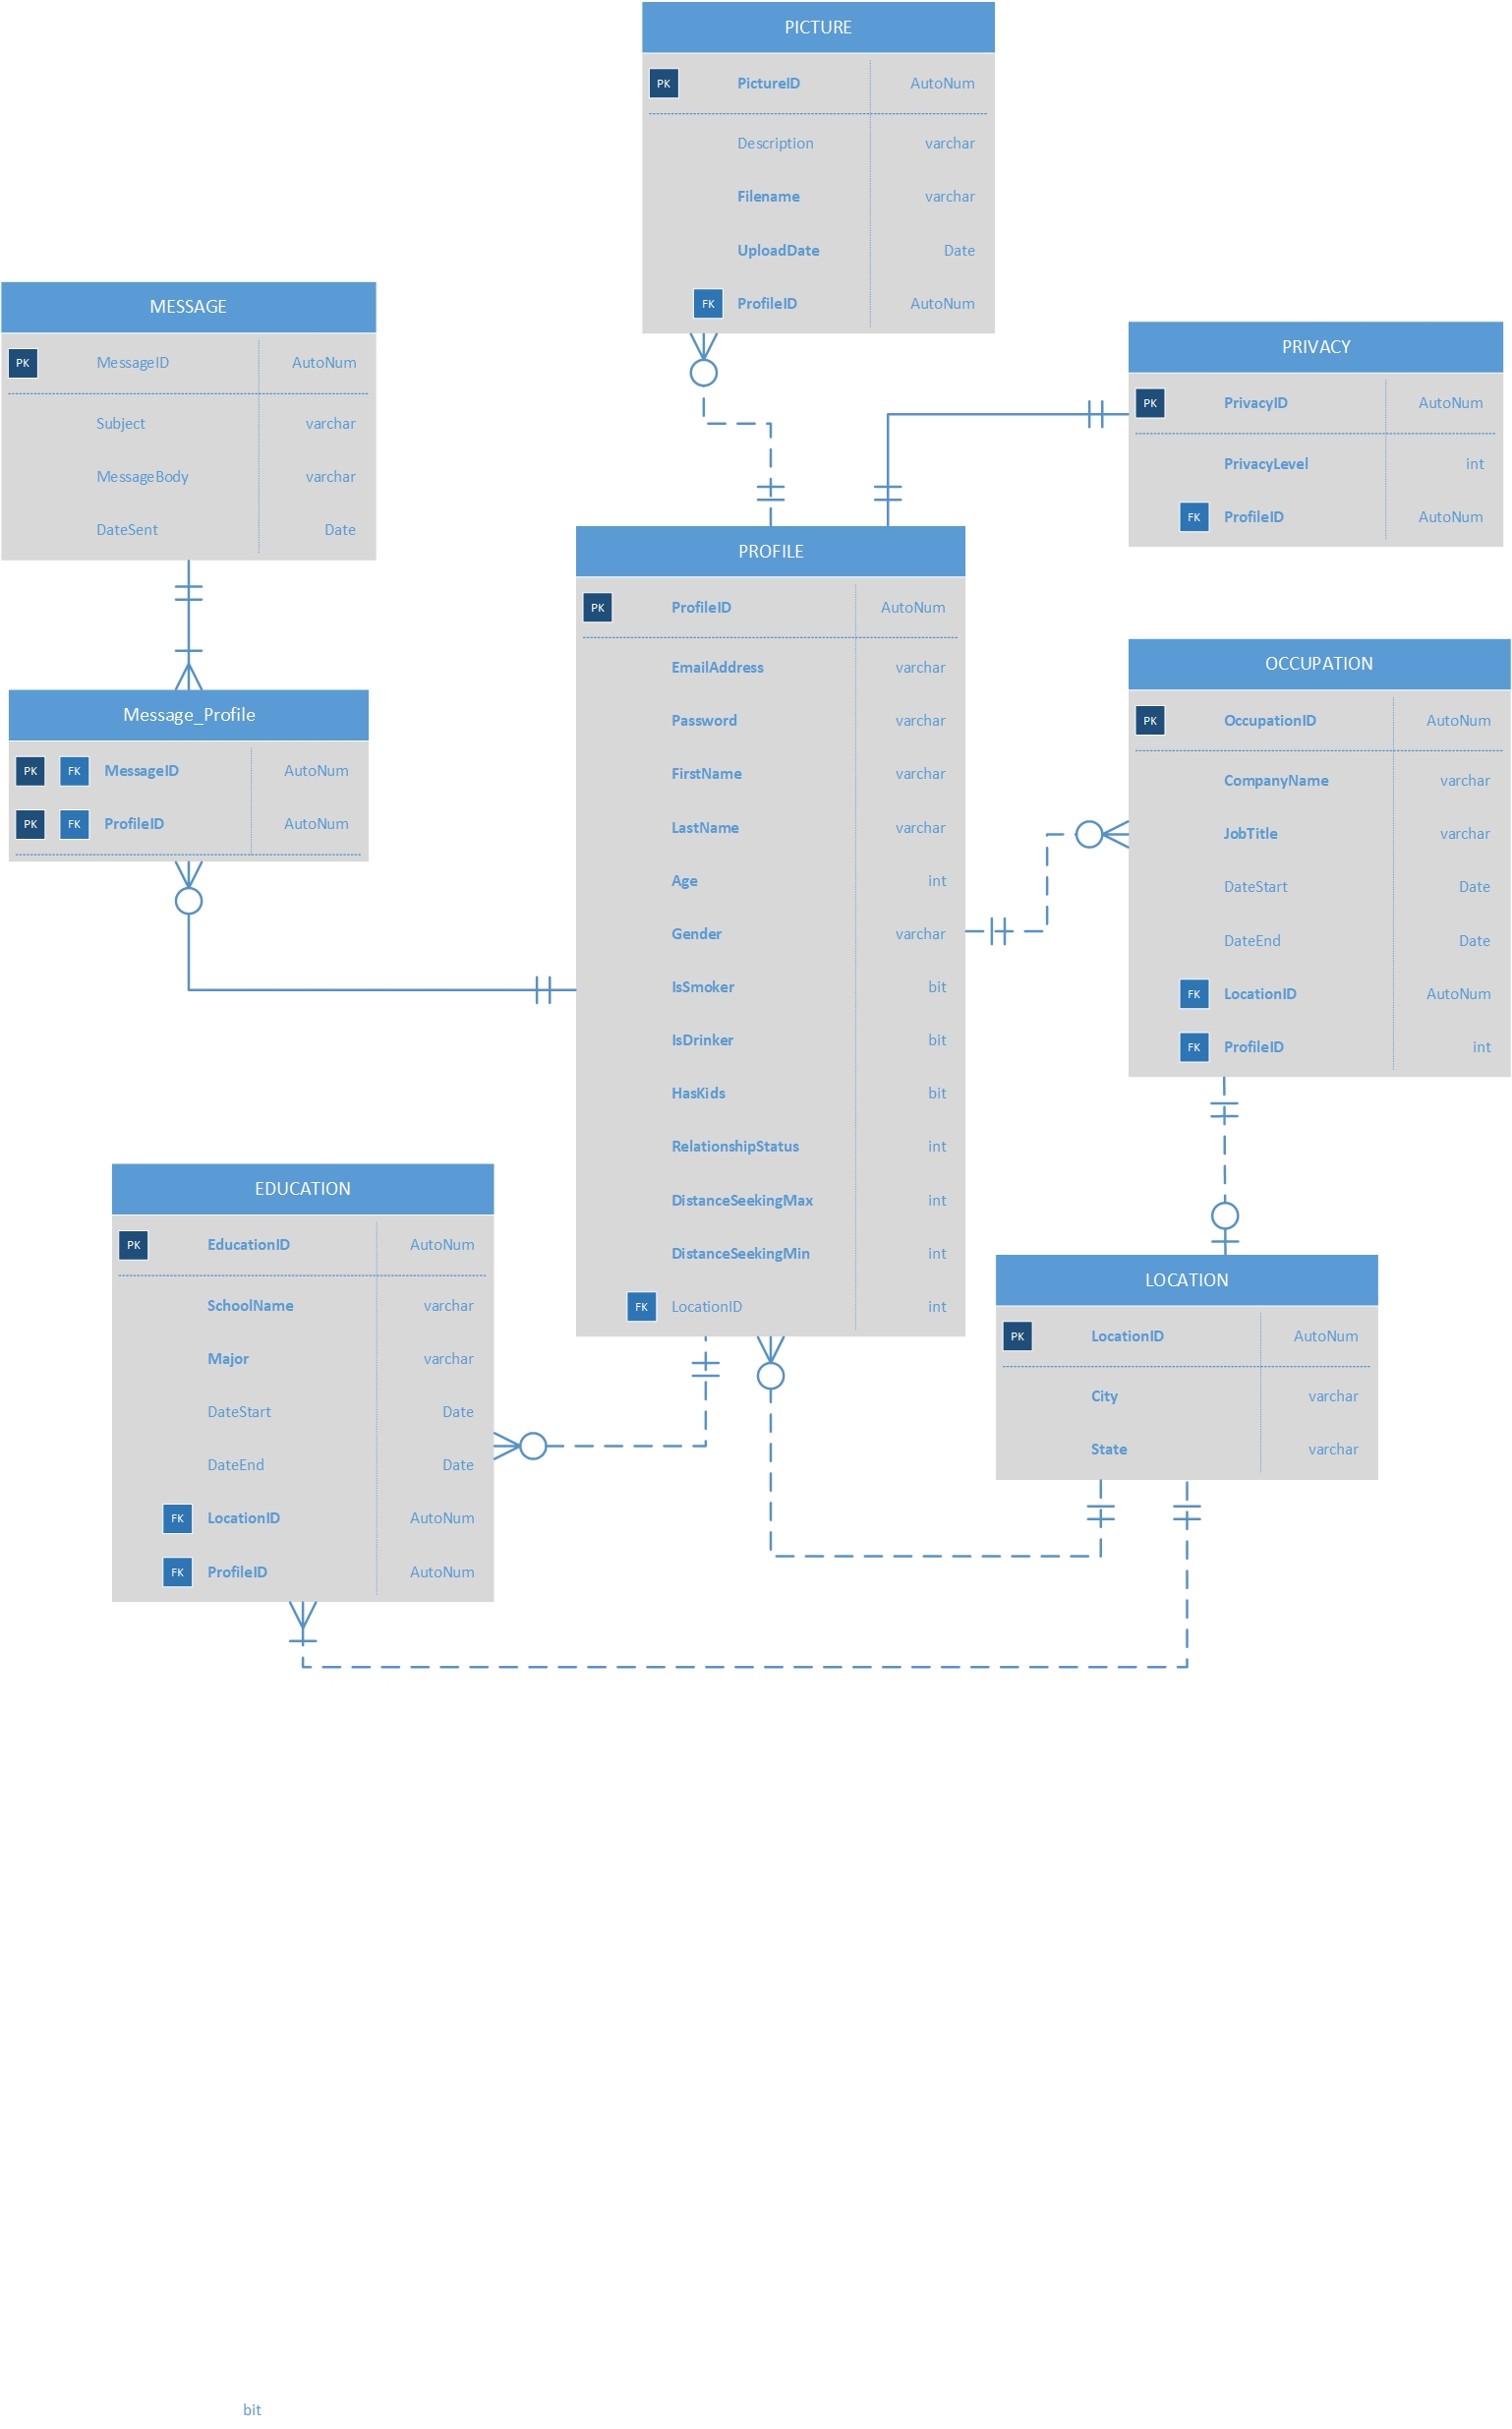 PICTURE
PK PictureID AutoNum
Description varchar
Filename varchar
UploadDate Date
FK ProfileID AutoNum
MESSAGE
PK MessageID AutoNum
Subject varchar
MessageBody varchar
DateSent Date
PRIVACY
PK PrivacyID AutoNum
PrivacyLevel int
FK ProfileID AutoNum
PROFILE
PK ProfileID AutoNum
EmailAddress varchar
Password varchar
FirstName varchar
LastName varchar
Age int
Gender varchar
IsSmoker bit
IsDrinker bit
HasKids bit
RelationshipStatus int
DistanceSeekingMax int
DistanceSeekingMin int
FK LocationID int
Message_Profile
PK FK MessageID AutoNum
PK FK ProfileID AutoNum
OCCUPATION
PK OccupationID AutoNum
CompanyName varchar
JobTitle varchar
DateStart Date
DateEnd Date
FK LocationID AutoNum
FK ProfileID int
EDUCATION
PK EducationID AutoNum
SchoolName varchar
Major varchar
DateStart Date
DateEnd Date
FK LocationID AutoNum
FK ProfileID AutoNum
LOCATION
PK LocationID AutoNum
City varchar
State varchar
bit